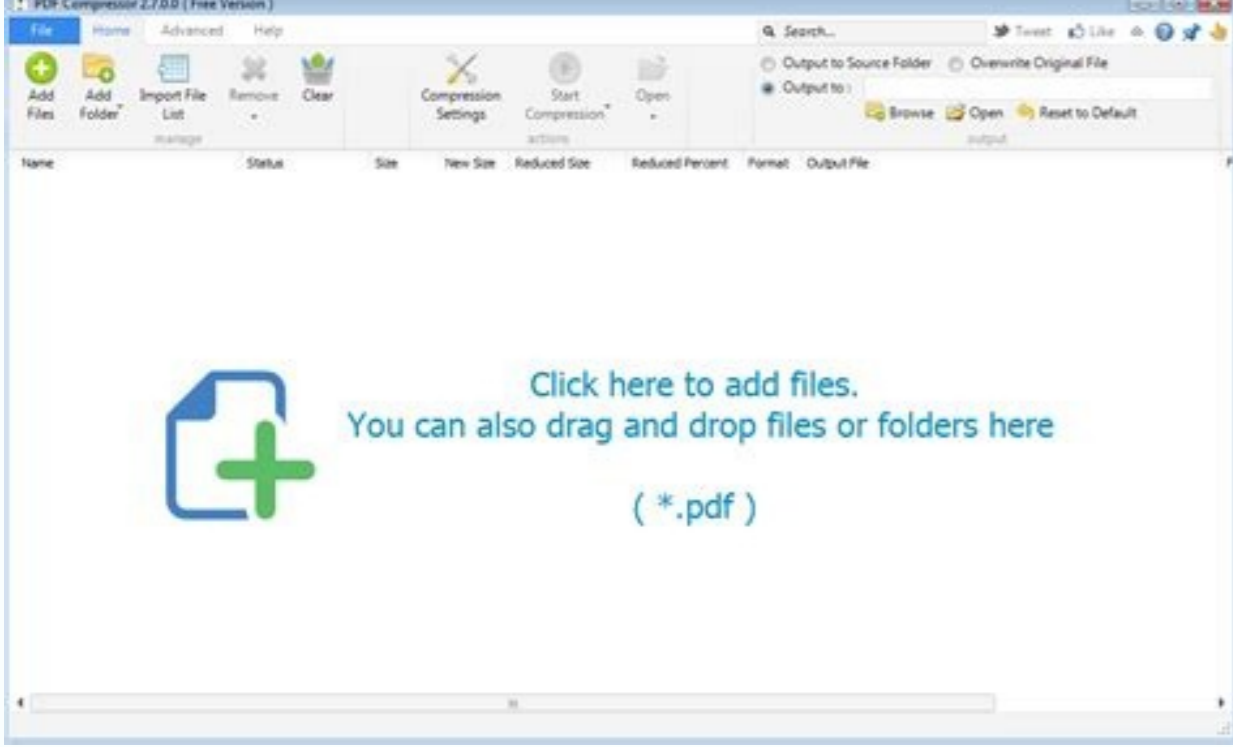 PDF Compressor 2.7.0.0 ( Free Version )
File Home Advanced Help Search... Tweet Like
Add Files Add Folder Import File List Remove Clear
manage
Compression Settings Start Compression Open
actions
Output to Source Folder Overwrite Original File
Output to :
Browse Open Reset to Default
output
Name Status Size New Size Reduced Size Reduced Percent Format Output File
Click here to add files.
You can also drag and drop files or folders here
( *.pdf )